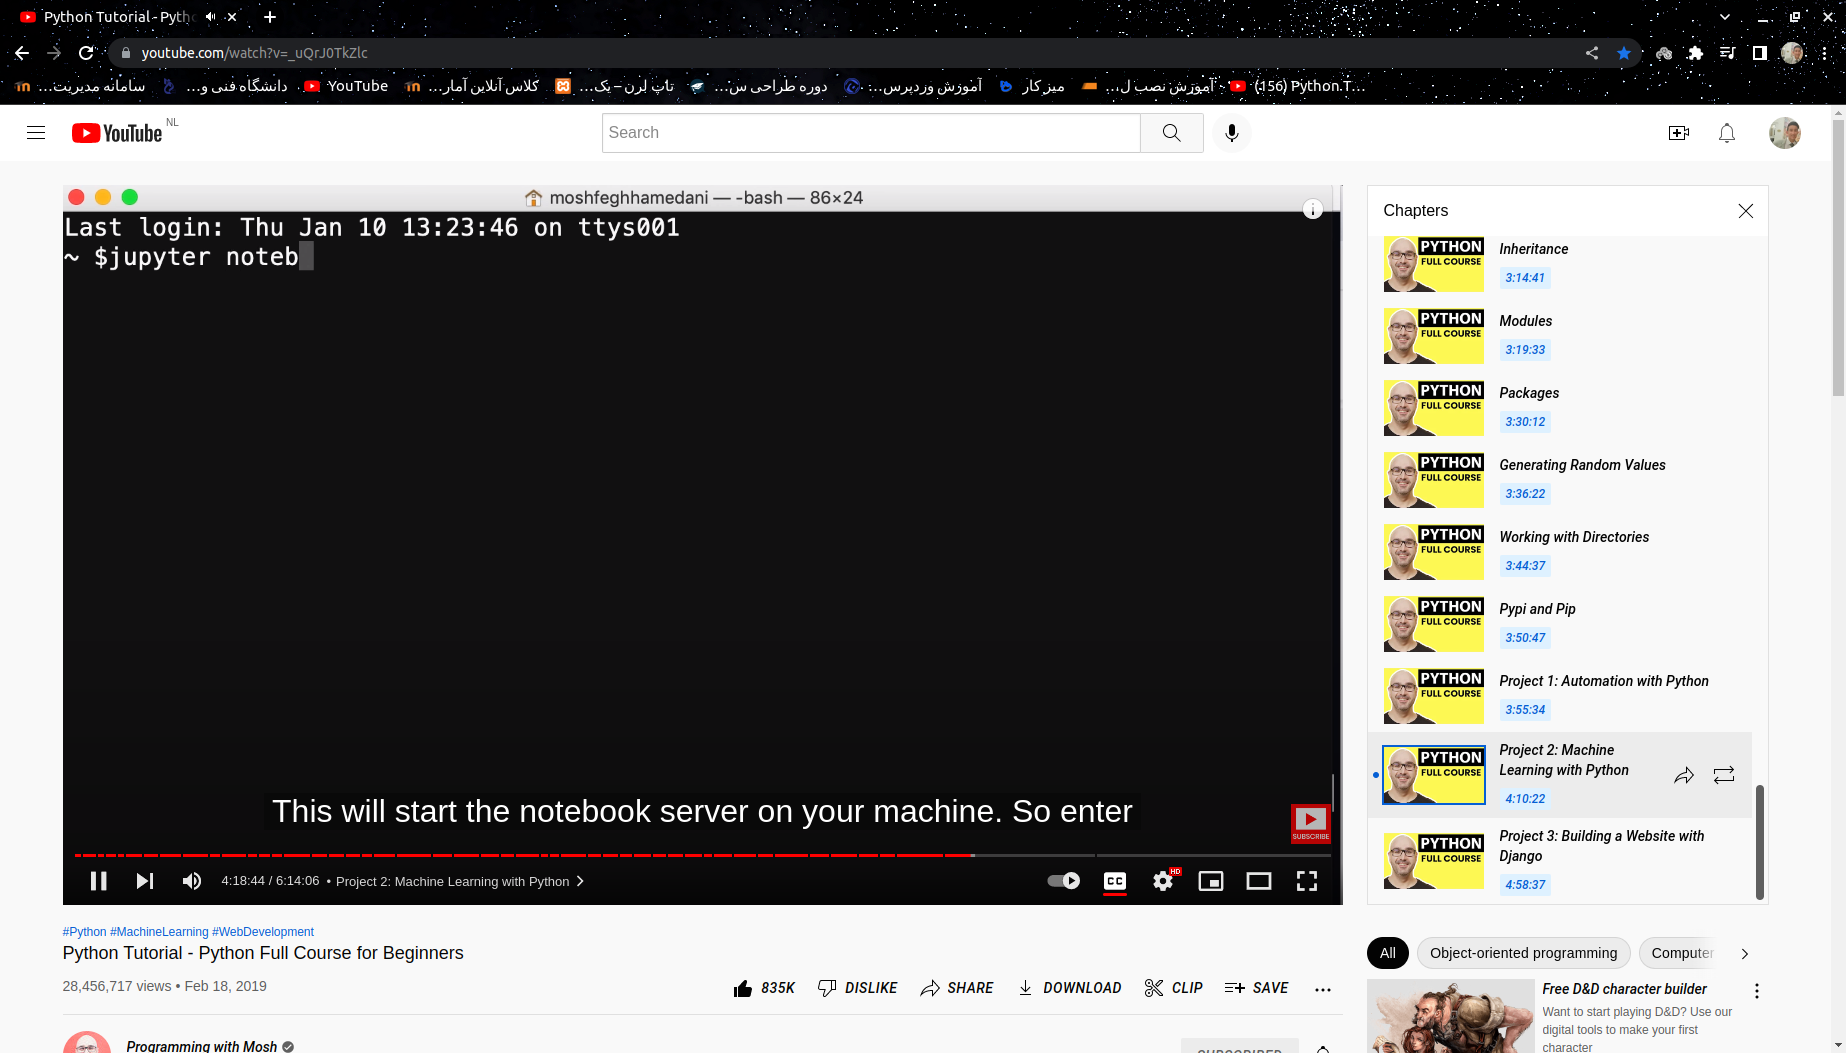 Python Tutorial - Pytho
youtube.com/watch?v=_uQrJ0TkZlc
سامانه مدیریت...
دانشگاه فنی و...
YouTube
کلاس آنلاین آمار...
تاپ لرن – یک...
دوره طراحی س...
آموزش وردپرس...
میز کار
آموزش نصب ل...
(156) Python T...
YouTube NL
Search
moshfeghhamedani — -bash — 86×24
Last login: Thu Jan 10 13:23:46 on ttys001
~ $jupyter noteb
This will start the notebook server on your machine. So enter
SUBSCRIBE
4:18:44 / 6:14:06 • Project 2: Machine Learning with Python
CC
HD
#Python #MachineLearning #WebDevelopment
Python Tutorial - Python Full Course for Beginners
28,456,717 views • Feb 18, 2019
835K DISLIKE SHARE DOWNLOAD CLIP SAVE
Programming with Mosh
SUBSCRIBED
Chapters
PYTHON
FULL COURSE
Inheritance
3:14:41
PYTHON
FULL COURSE
Modules
3:19:33
PYTHON
FULL COURSE
Packages
3:30:12
PYTHON
FULL COURSE
Generating Random Values
3:36:22
PYTHON
FULL COURSE
Working with Directories
3:44:37
PYTHON
FULL COURSE
Pypi and Pip
3:50:47
PYTHON
FULL COURSE
Project 1: Automation with Python
3:55:34
PYTHON
FULL COURSE
Project 2: Machine
Learning with Python
4:10:22
PYTHON
FULL COURSE
Project 3: Building a Website with
Django
4:58:37
All Object-oriented programming Computer
Free D&D character builder
Want to start playing D&D? Use our
digital tools to make your first
character